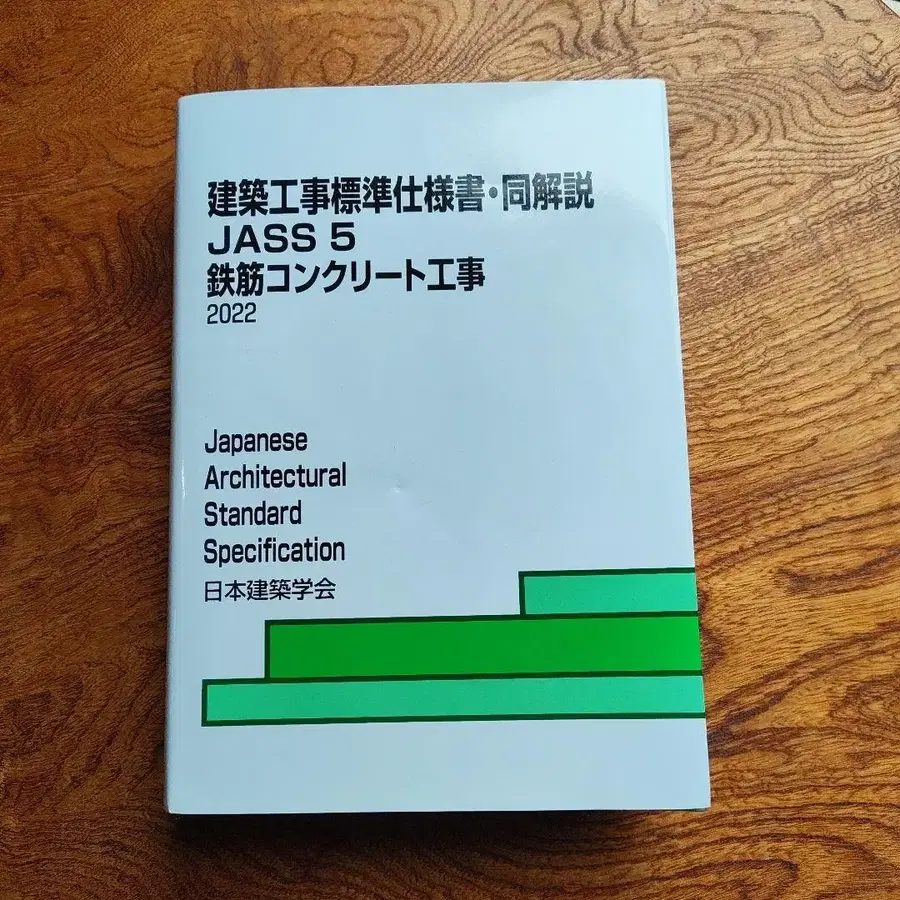 建築工事標準仕様書・同解説
JASS 5
鉄筋コンクリート工事
2022
Japanese
Architectural
Standard
Specification
日本建築学会